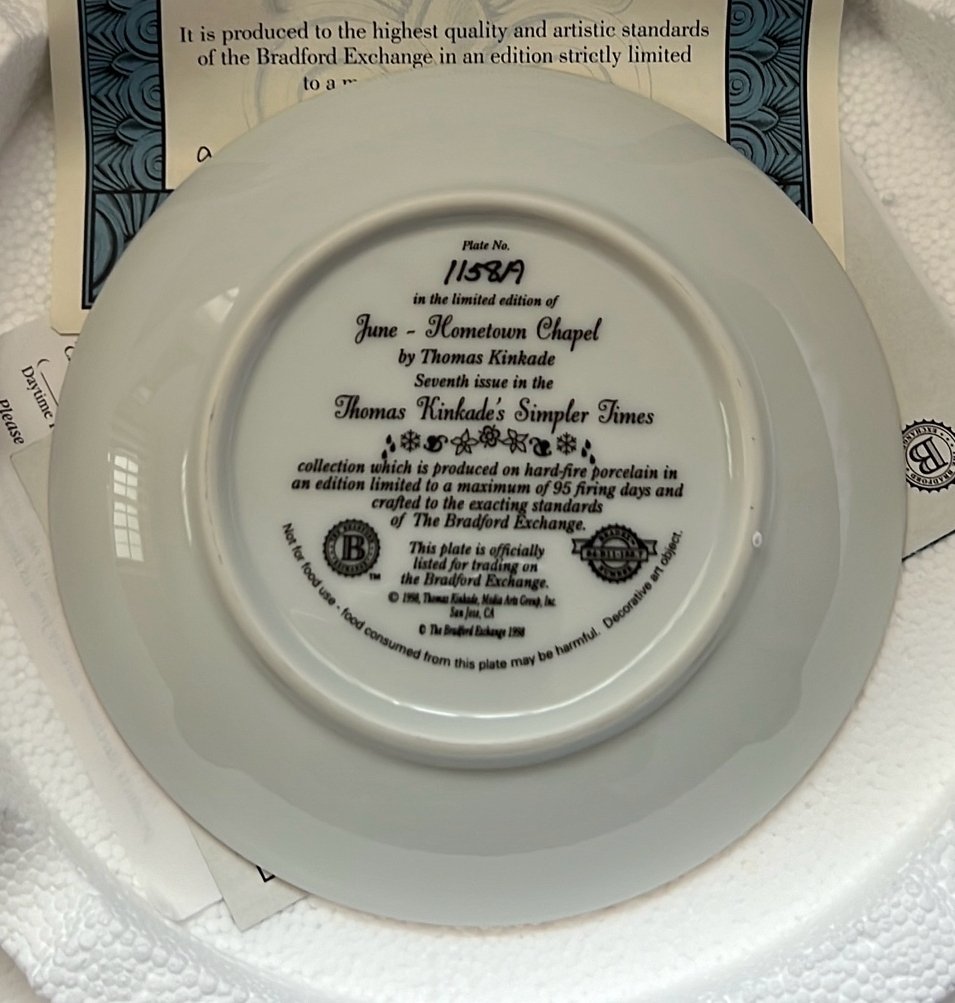 It is produced to the highest quality and artistic standards
of the Bradford Exchange in an edition strictly limited
to a
Daytime
Please
Plate No.
1158A
in the limited edition of
June - Hometown Chapel
by Thomas Kinkade
Seventh issue in the
Thomas Kinkade's Simpler Times
collection which is produced on hard-fire porcelain in
an edition limited to a maximum of 95 firing days and
crafted to the exacting standards
of The Bradford Exchange.
B
™
This plate is officially
listed for trading on
the Bradford Exchange.
© 1998, Thomas Kinkade, Media Arts Group, Inc.
San Jose, CA
© The Bradford Exchange 1998
Not for food use - food consumed from this plate may be harmful. Decorative art object.
B